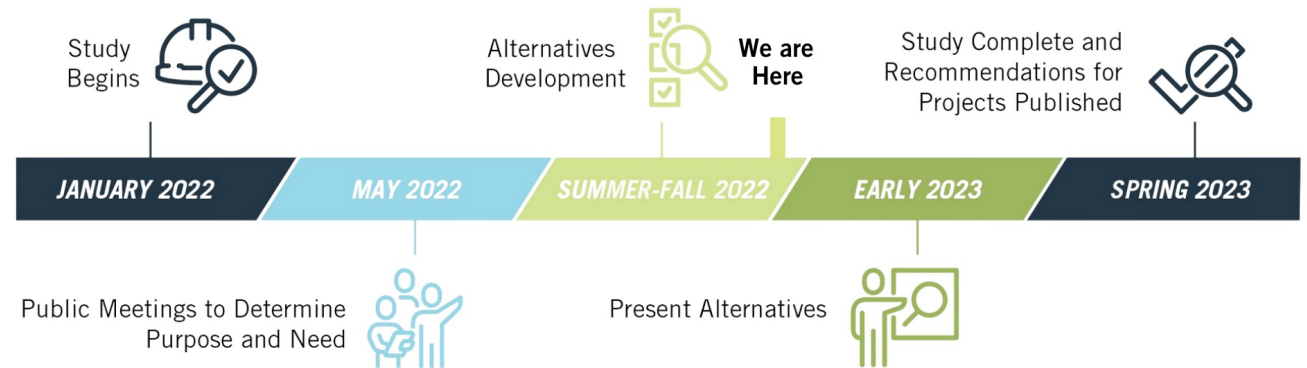 Study
Begins
Alternatives
Development
We are
Here
Study Complete and
Recommendations for
Projects Published
JANUARY 2022
MAY 2022
SUMMER-FALL 2022
EARLY 2023
SPRING 2023
Public Meetings to Determine
Purpose and Need
Present Alternatives